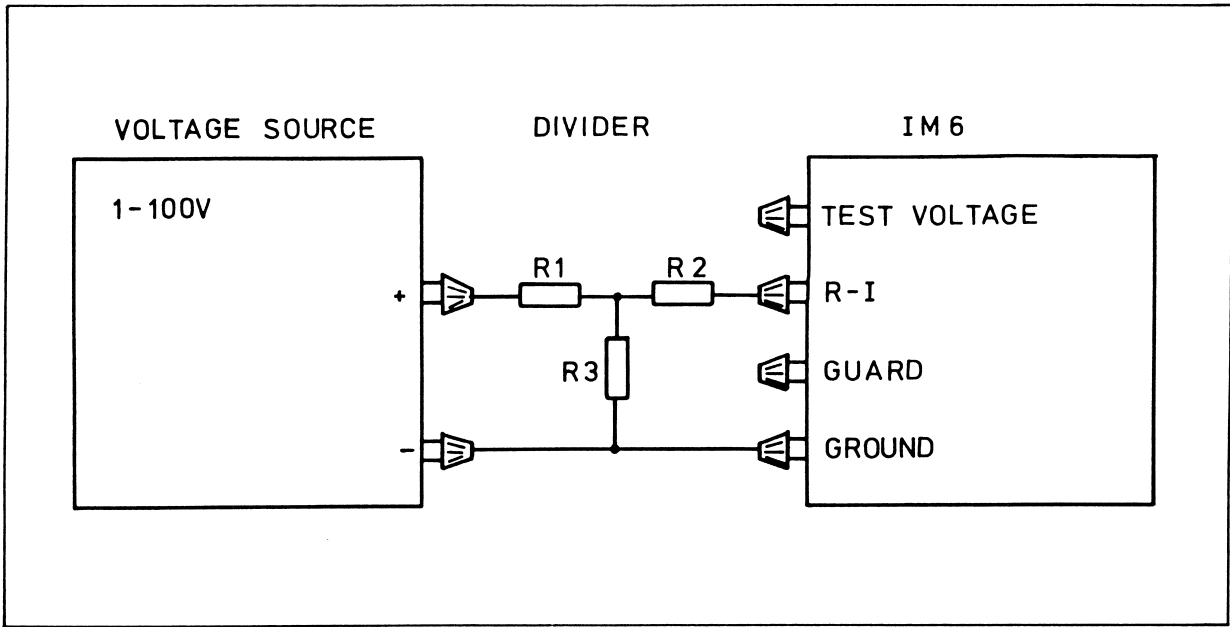 VOLTAGE SOURCE
DIVIDER
IM6
1-100V
TEST VOLTAGE
R1
R2
+
R-I
R3
GUARD
-
GROUND